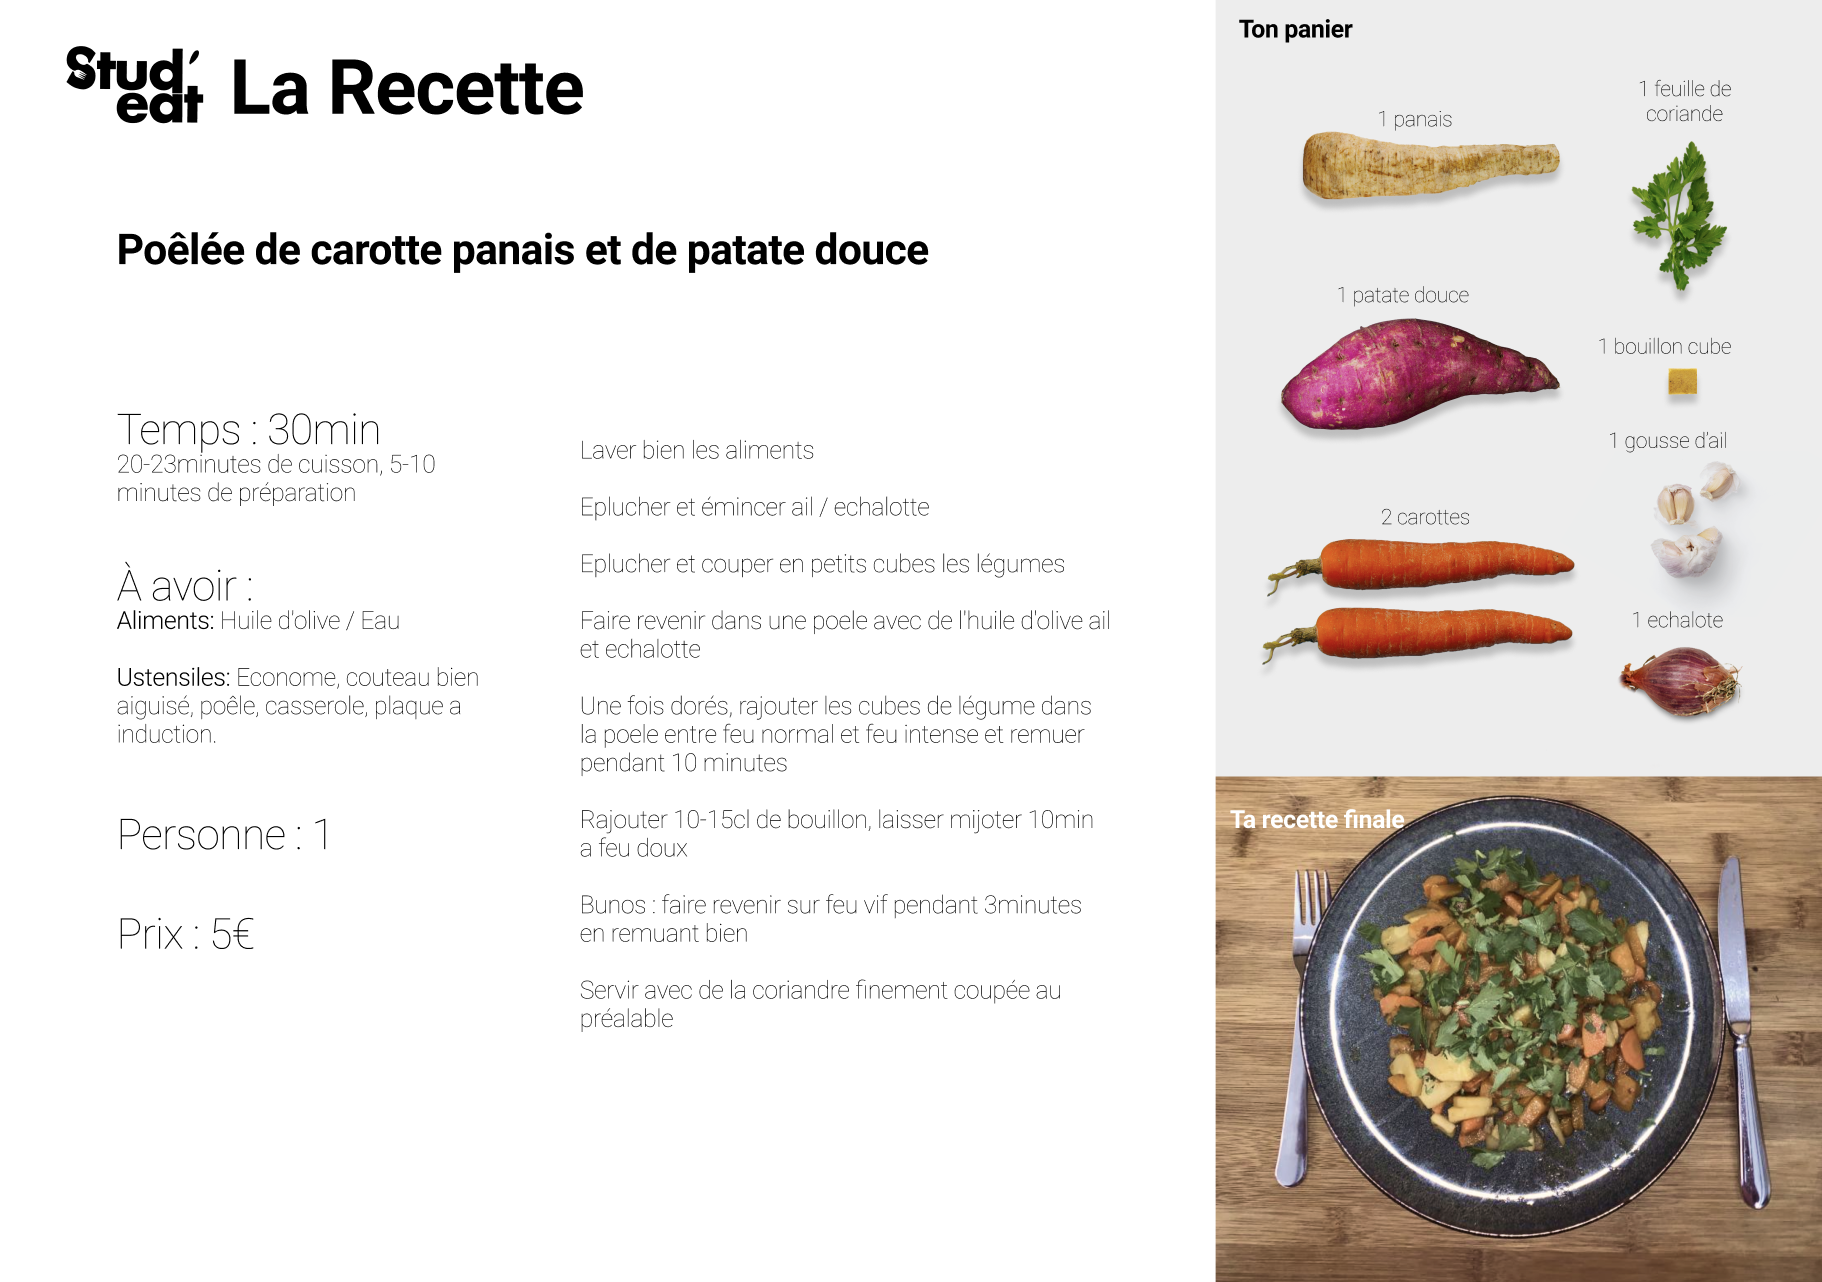 Stud'
eat
La Recette
Poêlée de carotte panais et de patate douce
Temps : 30min
20-23minutes de cuisson, 5-10
minutes de préparation
À avoir :
Aliments: Huile d'olive / Eau
Ustensiles: Econome, couteau bien
aiguisé, poêle, casserole, plaque a
induction.
Personne : 1
Prix : 5€
Laver bien les aliments
Eplucher et émincer ail / echalotte
Eplucher et couper en petits cubes les légumes
Faire revenir dans une poele avec de l'huile d'olive ail
et echalotte
Une fois dorés, rajouter les cubes de légume dans
la poele entre feu normal et feu intense et remuer
pendant 10 minutes
Rajouter 10-15cl de bouillon, laisser mijoter 10min
a feu doux
Bunos : faire revenir sur feu vif pendant 3minutes
en remuant bien
Servir avec de la coriandre finement coupée au
préalable
Ton panier
1 panais
1 feuille de
coriande
1 patate douce
1 bouillon cube
1 gousse d'ail
2 carottes
1 echalote
Ta recette finale